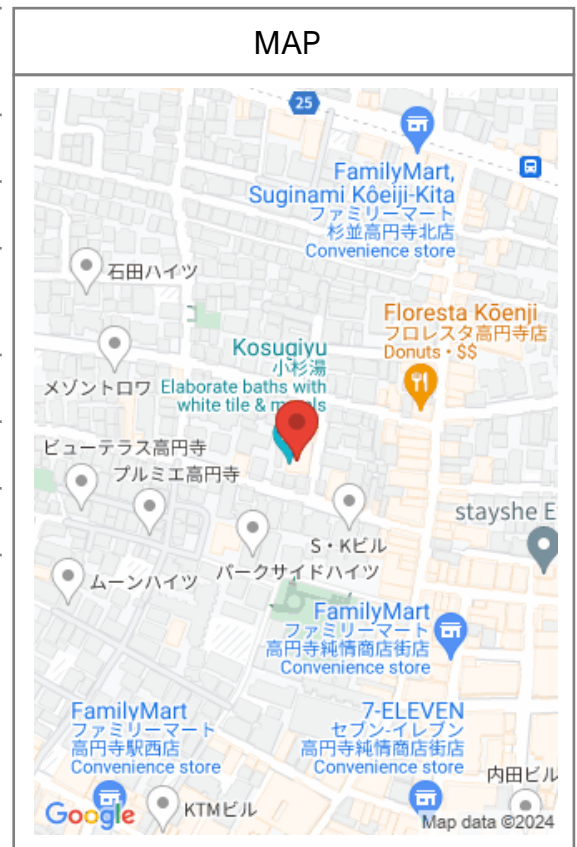 MAP
25
FamilyMart,
Suginami Kôeiji-Kita
ファミリーマート
杉並高円寺北店
Convenience store
石田ハイツ
Floresta Kōenji
フロレスタ高円寺店
Donuts・$$
Kosugiyu
小杉湯
メゾントロワ
Elaborate baths with
white tile &
ビューテラス高円寺
プルミエ高円寺
stayshe E
S・Kビル
パークサイドハイツ
ムーンハイツ
FamilyMart
ファミリーマート
高円寺純情商店街店
Convenience store
FamilyMart
ファミリーマート
高円寺駅西店
Convenience store
7-ELEVEN
セブン-イレブン
高円寺純情商店街店
Convenience store
内田ビル
KTMビル
Google
Map data ©2024